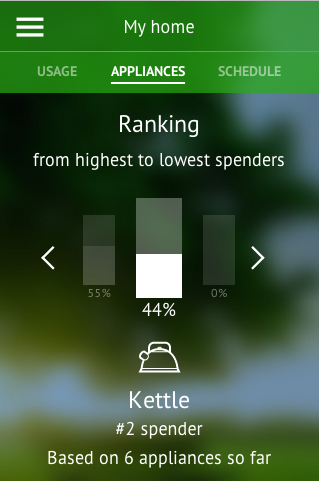 My home
USAGE APPLIANCES SCHEDULE
Ranking
from highest to lowest spenders
55% 0%
44%
Kettle
#2 spender
Based on 6 appliances so far